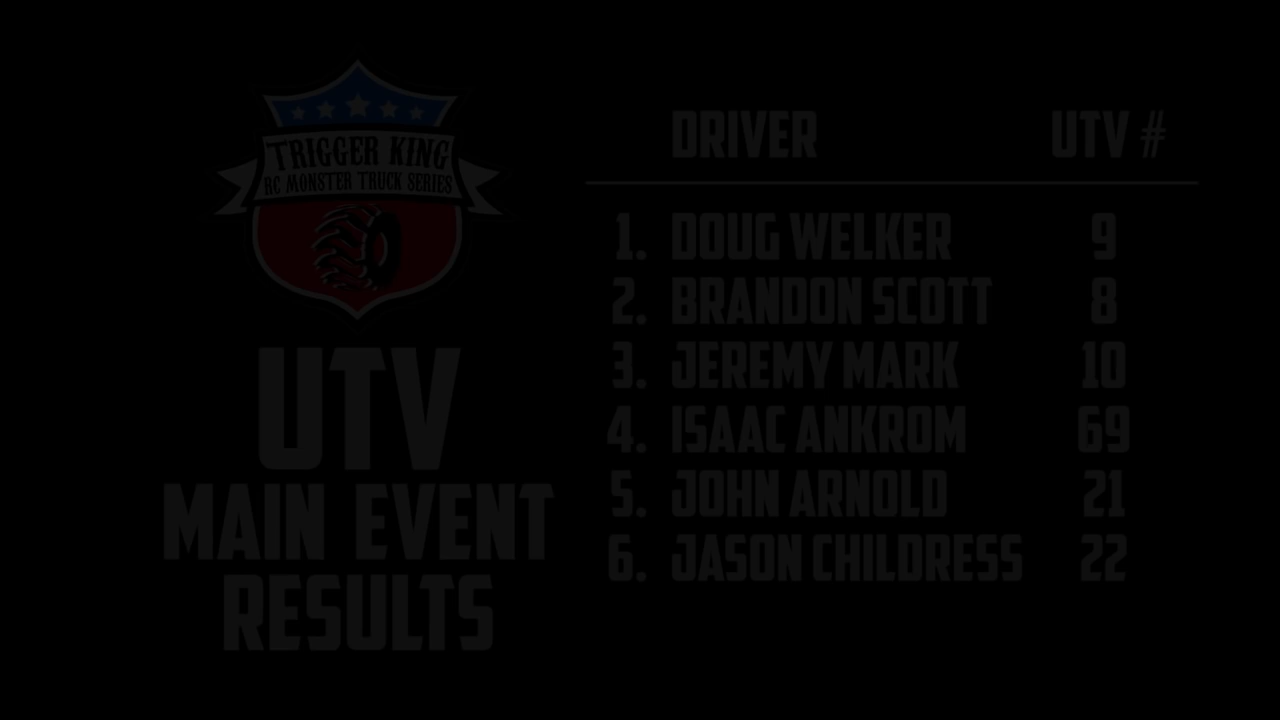 TRIGGER KING
RC MONSTER TRUCK SERIES
UTV
MAIN EVENT
RESULTS
DRIVER UTV #
1. DOUG WELKER 9
2. BRANDON SCOTT 8
3. JEREMY MARK 10
4. ISAAC ANKROM 69
5. JOHN ARNOLD 21
6. JASON CHILDRESS 22